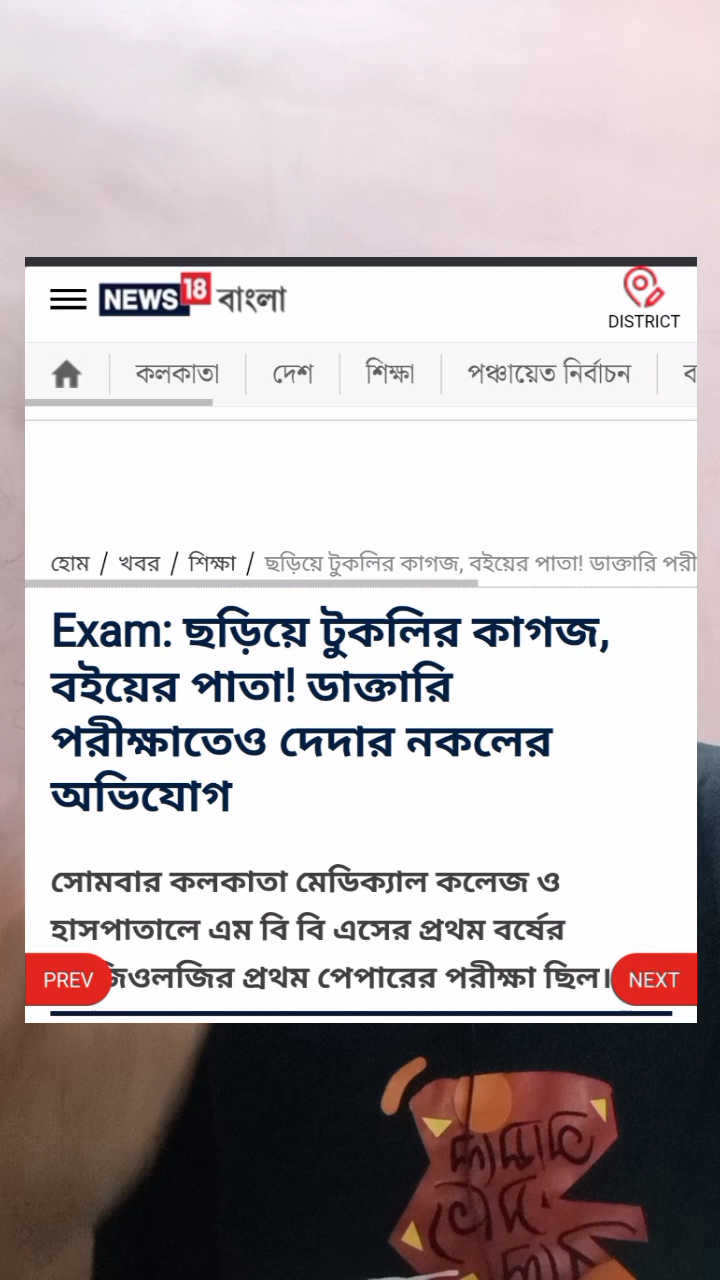 NEWS18 বাংলা
DISTRICT
কলকাতা দেশ শিক্ষা পঞ্চায়েত নির্বাচন
হোম / খবর / শিক্ষা / ছড়িয়ে টুকলির কাগজ, বইয়ের পাতা! ডাক্তারি পরী
Exam: ছড়িয়ে টুকলির কাগজ,
বইয়ের পাতা! ডাক্তারি
পরীক্ষাতেও দেদার নকলের
অভিযোগ
সোমবার কলকাতা মেডিক্যাল কলেজ ও
হাসপাতালে এম বি বি এসের প্রথম বর্ষের
জিওলজির প্রথম পেপারের পরীক্ষা ছিল।
PREV NEXT